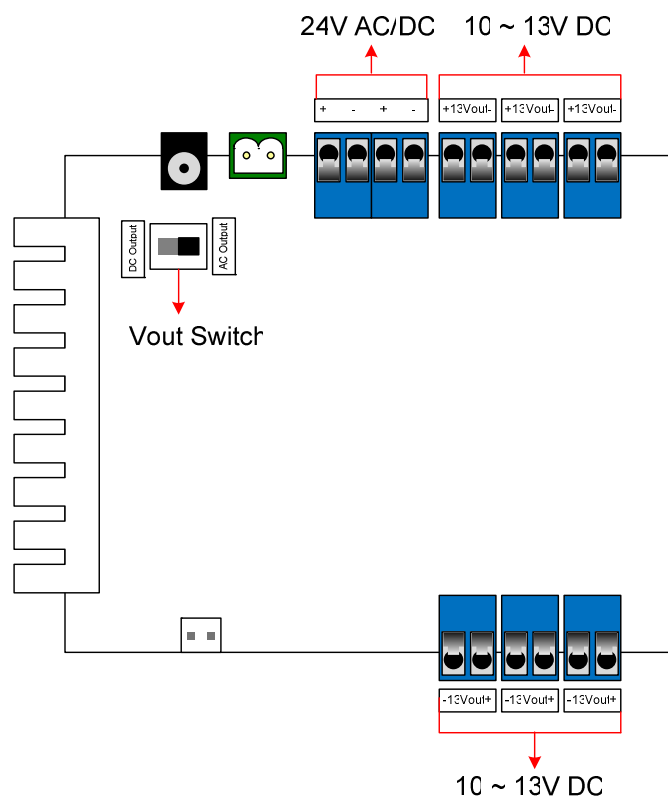 24V AC/DC 10 ~ 13V DC
+ - + - +13Vout- +13Vout- +13Vout-
DC Output
AC Output
Vout Switch
-13Vout+ -13Vout+ -13Vout+
10 ~ 13V DC